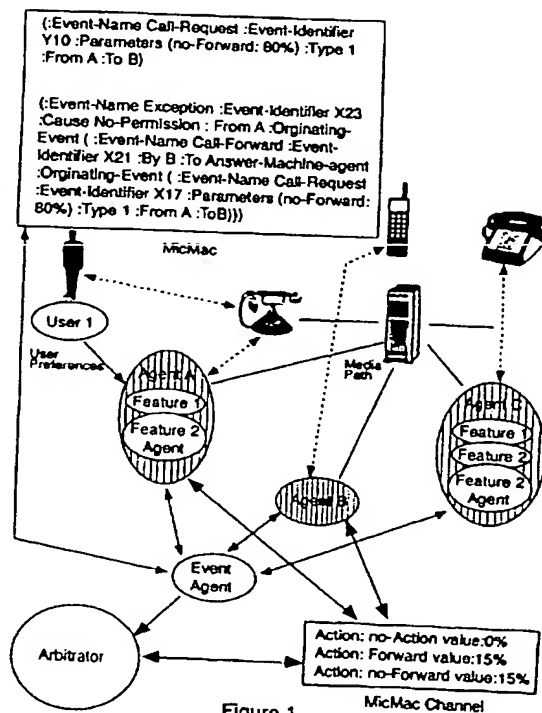 (:Event-Name Call-Request :Event-Identifier
Y10 :Parameters (no-Forward: 80%) :Type 1
:From A :To B)
(:Event-Name Exception :Event-Identifier X23
:Cause No-Permission : From A :Orginating-
Event ( :Event-Name Call-Forward :Event-
Identifier X21 :By B :To Answer-Machine-agent
:Orginating-Event ( :Event-Name Call-Request
:Event-Identifier X17 :Parameters (no-Forward:
80%) :Type 1 :From A :ToB)))
MicMac
User 1
User
Preferences
Media
Path
Agent A
Feature 1
Feature 2
Agent
Agent C
Feature 1
Feature 2
Feature 2
Agent
Agent B
Event
Agent
Arbitrator
Action: no-Action value:0%
Action: Forward value:15%
Action: no-Forward value:15%
MicMac Channel
Figure 1